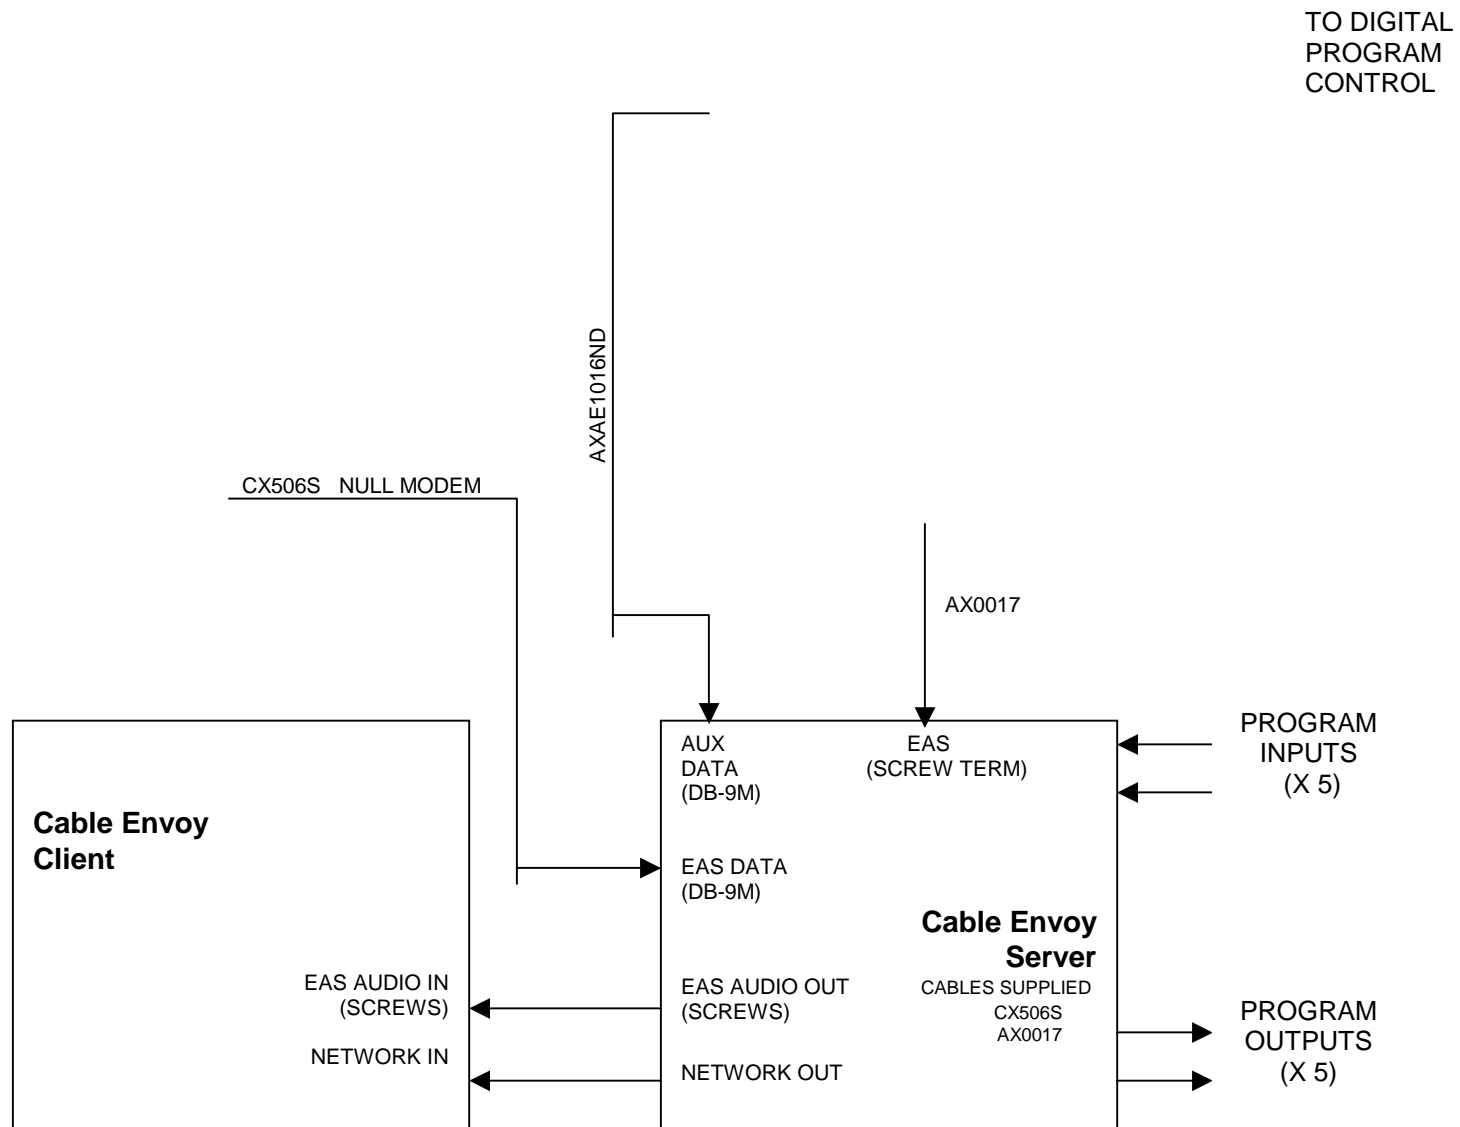 TO DIGITAL
PROGRAM
CONTROL
AXAE1016ND
CX506S NULL MODEM
AX0017
AUX
DATA
(DB-9M)
EAS
(SCREW TERM)
PROGRAM
INPUTS
(X 5)
Cable Envoy
Client
EAS DATA
(DB-9M)
Cable Envoy
Server
CABLES SUPPLIED
CX506S
AX0017
EAS AUDIO IN
(SCREWS)
EAS AUDIO OUT
(SCREWS)
PROGRAM
OUTPUTS
(X 5)
NETWORK IN
NETWORK OUT